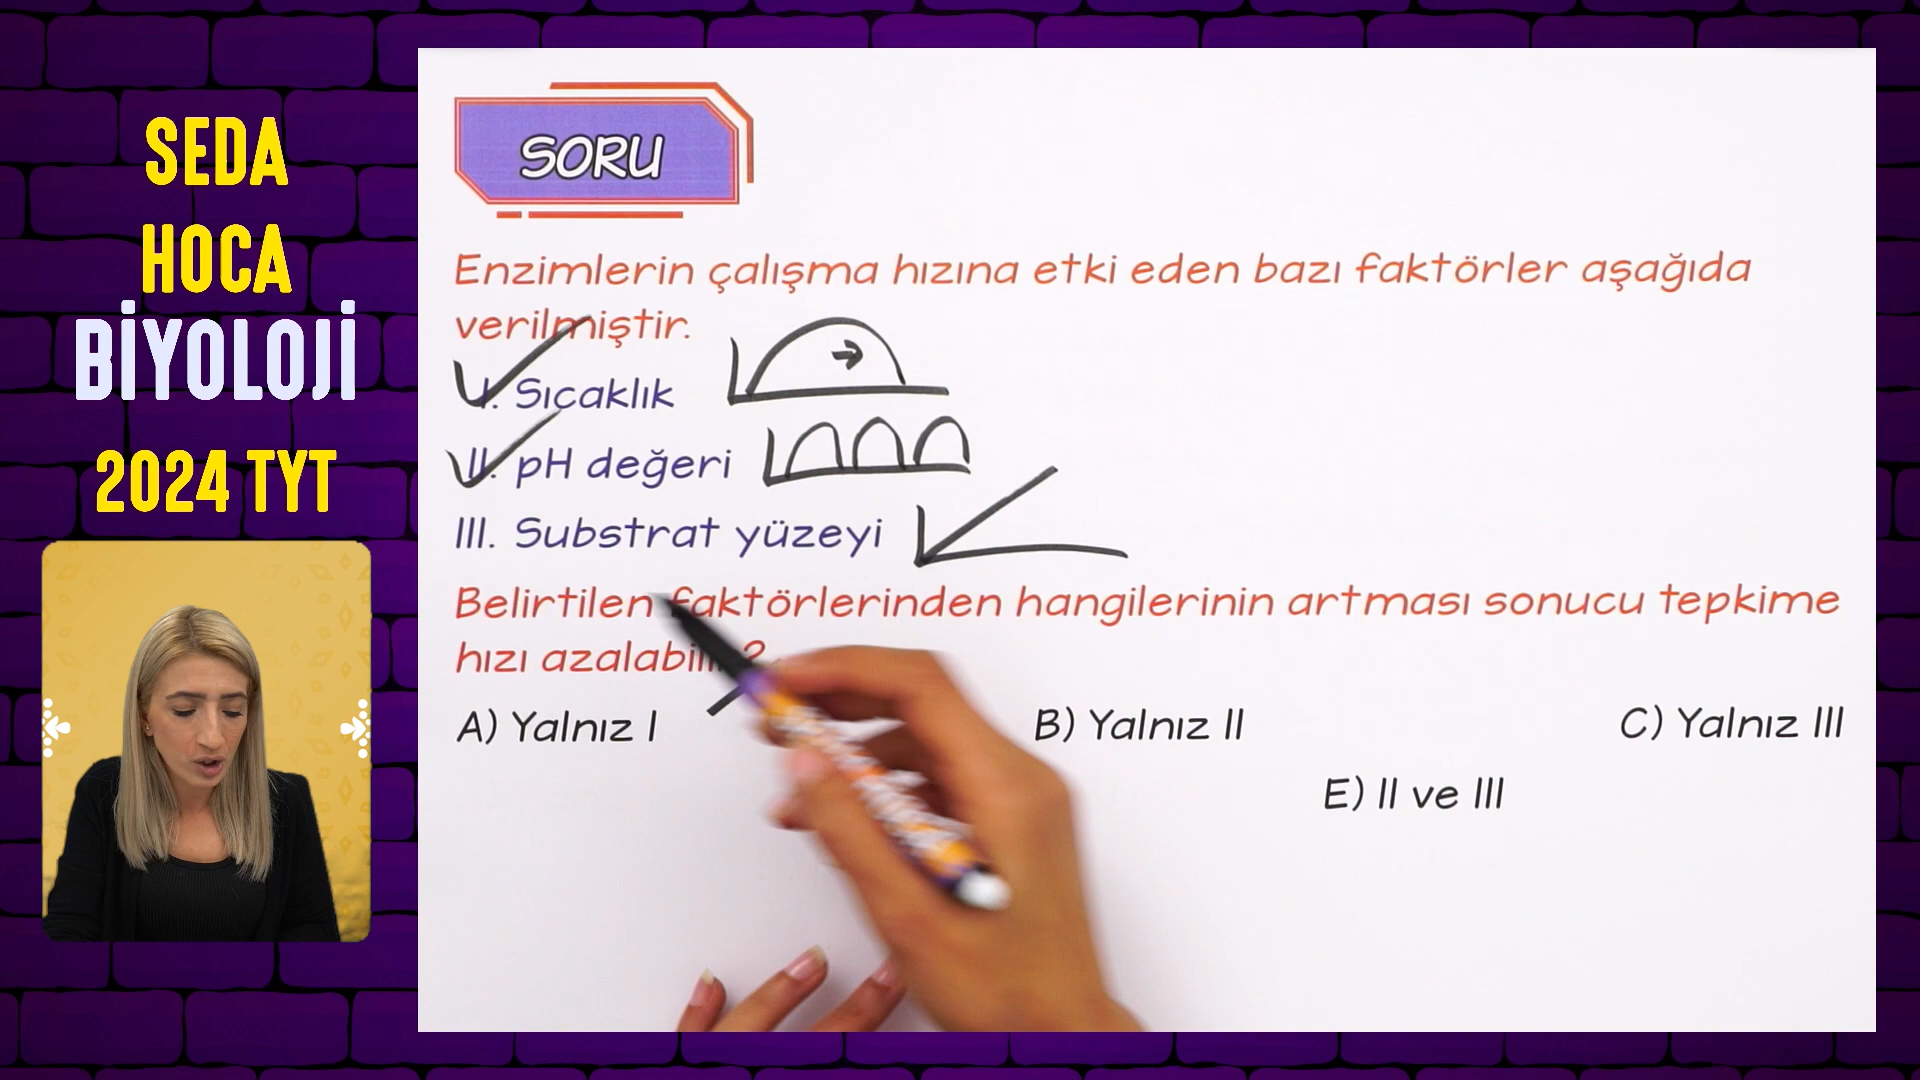 SEDA
HOCA
BİYOLOJİ
2024 TYT
SORU
Enzimlerin çalışma hızına etki eden bazı faktörler aşağıda
verilmiştir.
I. Sıcaklık
II. pH değeri
III. Substrat yüzeyi
Belirtilen faktörlerinden hangilerinin artması sonucu tepkime
hızı
A) Yalnız I
B) Yalnız II
C) Yalnız III
E) II ve III